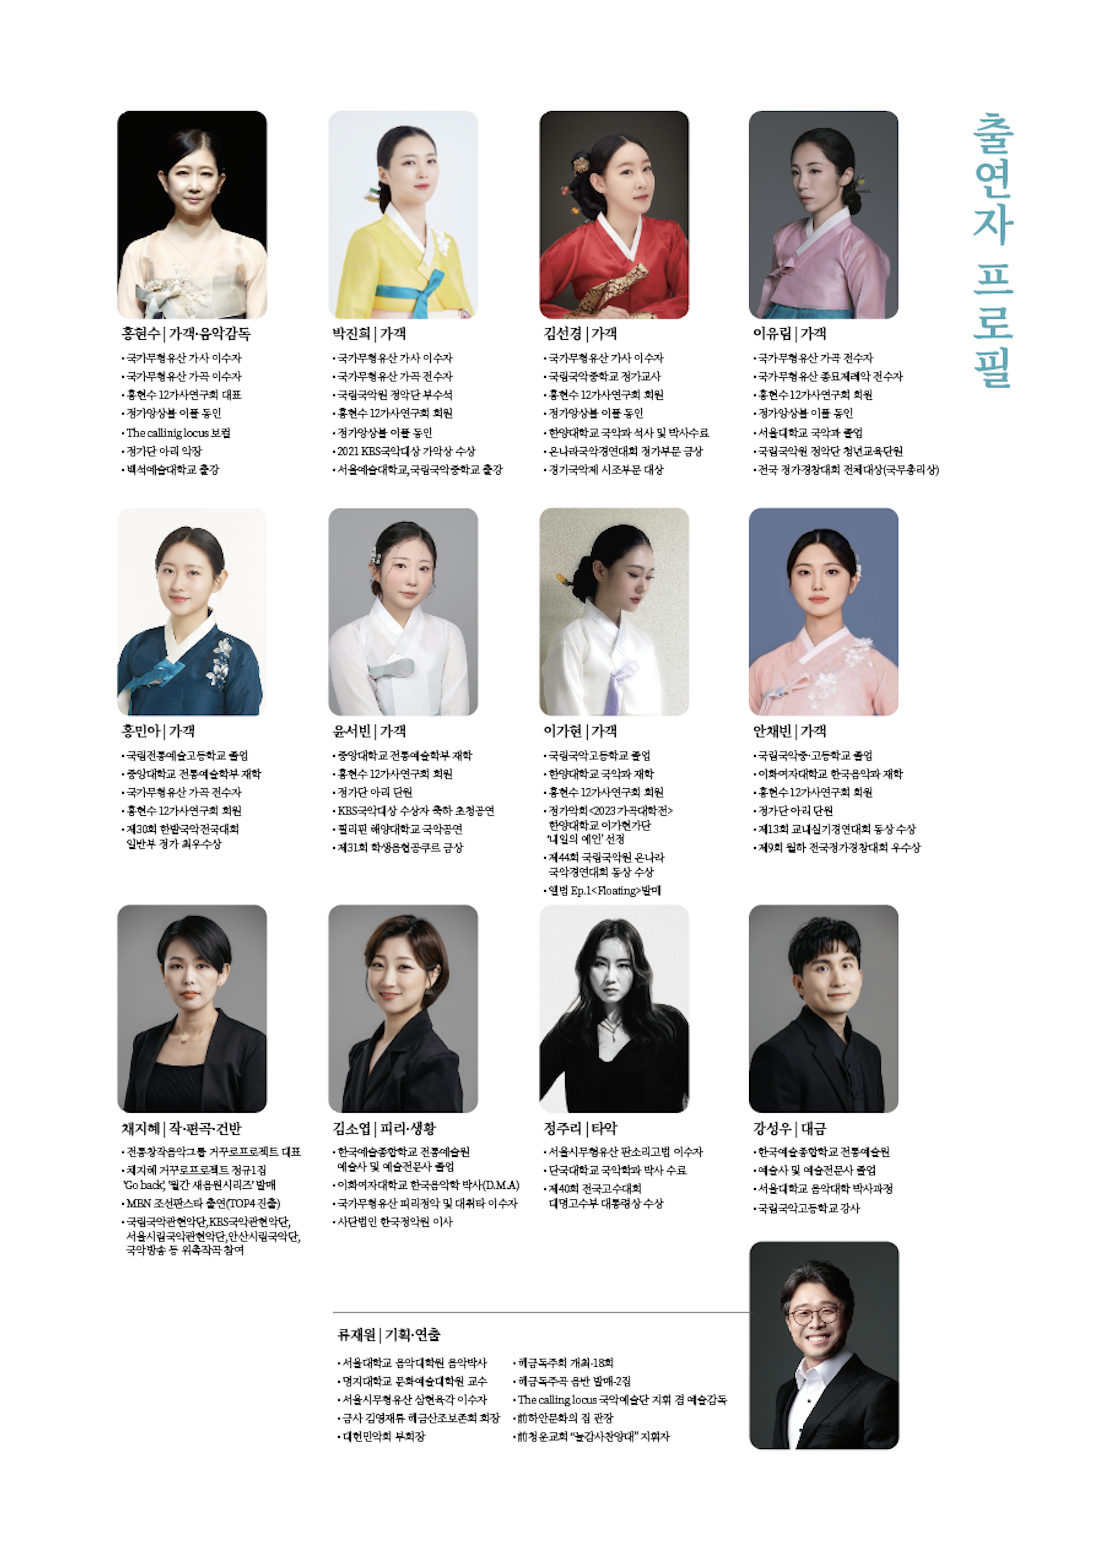 출연자 프로필
홍현수 | 가객·음악감독
• 국가무형유산 가사 이수자
• 국가무형유산 가곡 이수자
• 홍현수 12가사연구회 대표
• 정가앙상블 이풀 동인
• The callinig locus 보컬
• 정가단 아리 악장
• 백석예술대학교 출강
박진희 | 가객
• 국가무형유산 가사 이수자
• 국가무형유산 가곡 전수자
• 국립국악원 정악단 부수석
• 홍현수 12가사연구회 회원
• 정가앙상블 이풀 동인
• 2021 KBS국악대상 가악상 수상
• 서울예술대학교,국립국악중학교 출강
김선경 | 가객
• 국가무형유산 가사 이수자
• 국립국악중학교 정가교사
• 홍현수 12가사연구회 회원
• 정가앙상블 이풀 동인
• 한양대학교 국악과 석사 및 박사수료
• 온나라국악경연대회 정가부문 금상
• 경기국악제 시조부문 대상
이유림 | 가객
• 국가무형유산 가곡 전수자
• 국가무형유산 종묘제례악 전수자
• 홍현수 12가사연구회 회원
• 정가앙상블 이풀 동인
• 서울대학교 국악과 졸업
• 국립국악원 정악단 청년교육단원
• 전국 정가경창대회 전체대상(국무총리상)
홍민아 | 가객
• 국립전통예술고등학교 졸업
• 중앙대학교 전통예술학부 재학
• 국가무형유산 가곡 전수자
• 홍현수 12가사연구회 회원
• 제30회 한밭국악전국대회
일반부 정가 최우수상
윤서빈 | 가객
• 중앙대학교 전통예술학부 재학
• 홍현수 12가사연구회 회원
• 정가단 아리 단원
• KBS국악대상 수상자 축하 초청공연
• 필리핀 해양대학교 국악공연
• 제31회 학생음협콩쿠르 금상
이가현 | 가객
• 국립국악고등학교 졸업
• 한양대학교 국악과 재학
• 홍현수 12가사연구회 회원
• 정가악회<2023 가곡대학전>
한양대학교 이가현가단
'내일의 예인' 선정
• 제44회 국립국악원 온나라
국악경연대회 동상 수상
• 앨범 Ep.1<Floating>발매
안채빈 | 가객
• 국립국악중·고등학교 졸업
• 이화여자대학교 한국음악과 재학
• 홍현수 12가사연구회 회원
• 정가단 아리 단원
• 제13회 교내실기경연대회 동상 수상
• 제9회 월하 전국정가경창대회 우수상
채지혜 | 작·편곡·건반
• 전통창작음악그룹 거꾸로프로젝트 대표
• 채지혜 거꾸로프로젝트 정규1집
'Go back', '월간 새음원시리즈' 발매
• MBN 조선판스타 출연(TOP4 진출)
• 국립국악관현악단,KBS국악관현악단,
서울시립국악관현악단,안산시립국악단,
국악방송 등 위촉작곡 참여
김소엽 | 피리·생황
• 한국예술종합학교 전통예술원
예술사 및 예술전문사 졸업
• 이화여자대학교 한국음악학 박사(D.M.A)
• 국가무형유산 피리정악 및 대취타 이수자
• 사단법인 한국정악원 이사
정주리 | 타악
• 서울시무형유산 판소리고법 이수자
• 단국대학교 국악학과 박사 수료
• 제40회 전국고수대회
대명고수부 대통령상 수상
강성우 | 대금
• 한국예술종합학교 전통예술원
• 예술사 및 예술전문사 졸업
• 서울대학교 음악대학 박사과정
• 국립국악고등학교 강사
류재원 | 기획·연출
• 서울대학교 음악대학원 음악박사
• 명지대학교 문화예술대학원 교수
• 서울시무형유산 삼현육각 이수자
• 금사 김영재류 해금산조보존회 회장
• 대한민악회 부회장
• 해금독주회 개최-18회
• 해금독주곡 음반 발매-2집
• The calling locus 국악예술단 지휘 겸 예술감독
• 前하안문화의 집 관장
• 前청운교회 "늘감사찬양대" 지휘자